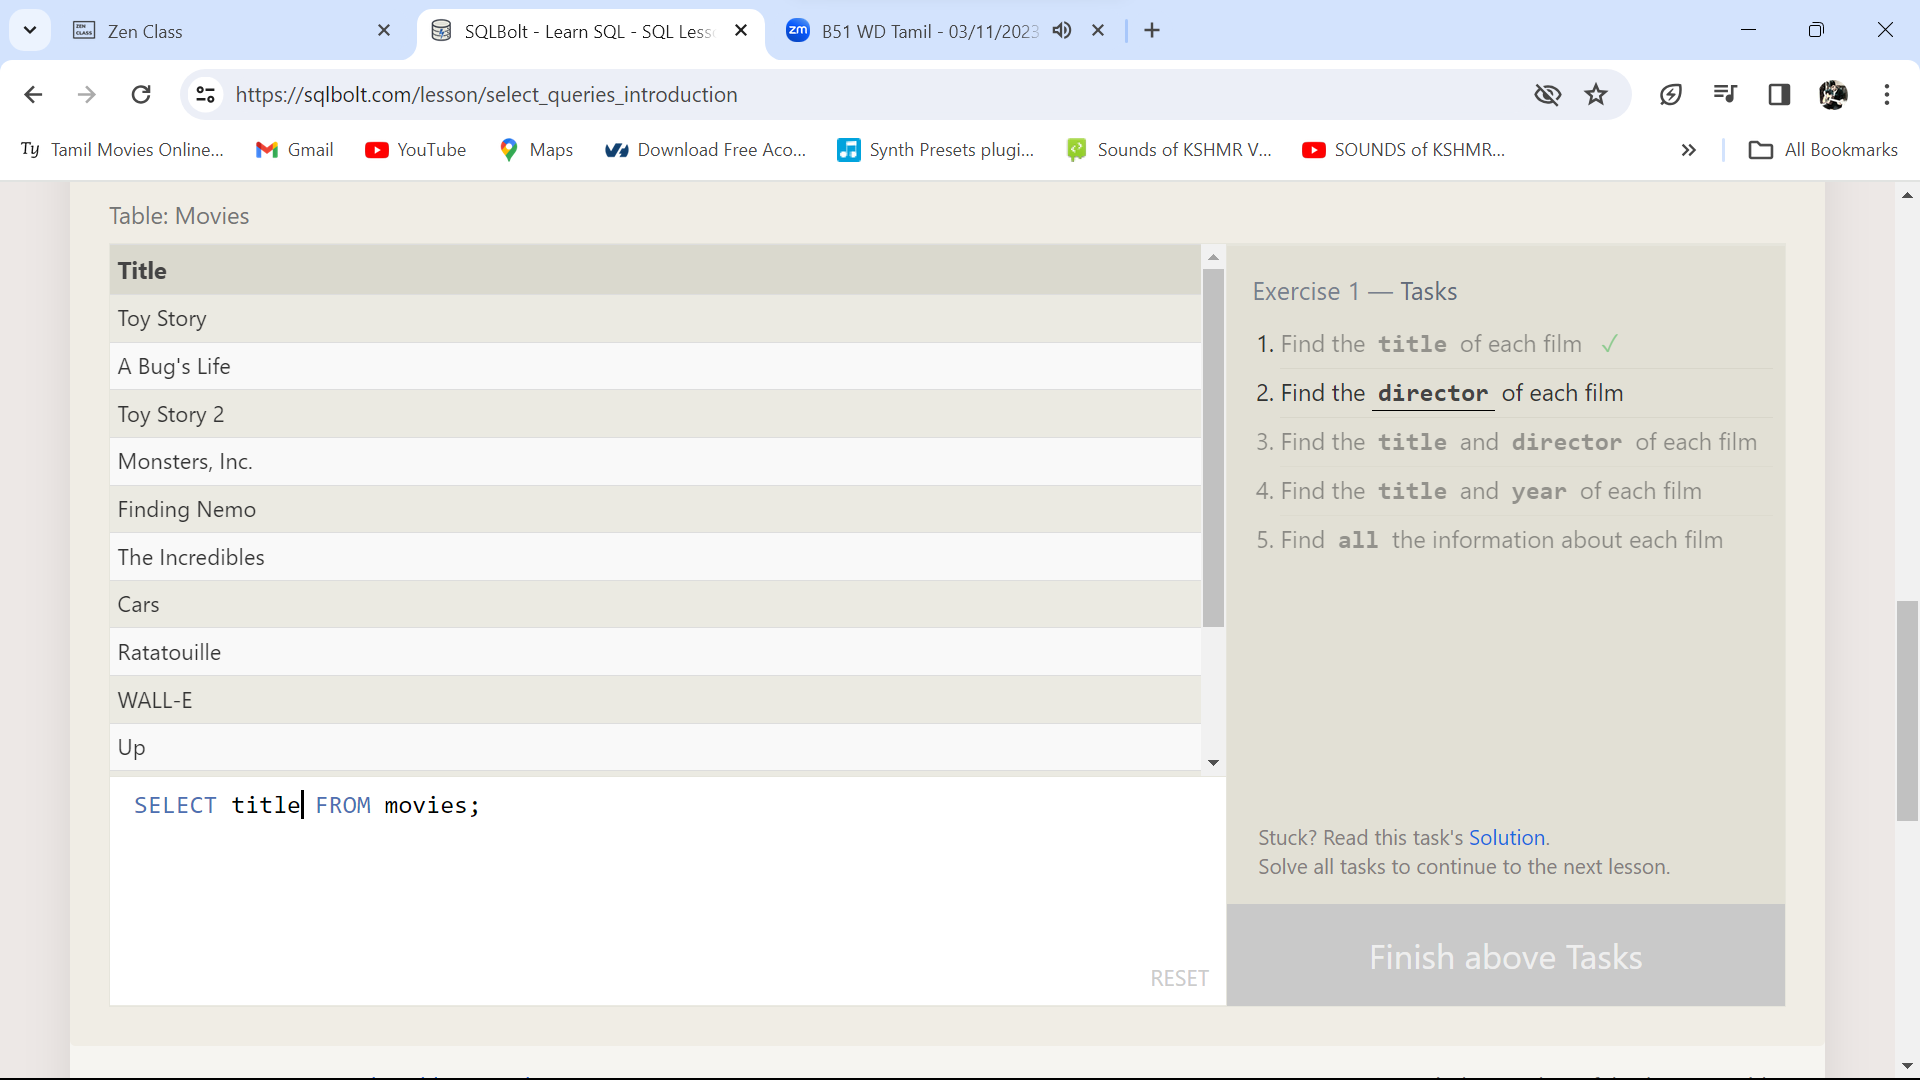 Zen Class
SQLBolt - Learn SQL - SQL Less
zm B51 WD Tamil - 03/11/2023
https://sqlbolt.com/lesson/select_queries_introduction
Ty Tamil Movies Online...
Gmail
YouTube
Maps
Download Free Aco...
Synth Presets plugi...
Sounds of KSHMR V...
SOUNDS of KSHMR...
All Bookmarks
Table: Movies
Title
Toy Story
A Bug's Life
Toy Story 2
Monsters, Inc.
Finding Nemo
The Incredibles
Cars
Ratatouille
WALL-E
Up
SELECT title FROM movies;
RESET
Exercise 1 — Tasks
1. Find the title of each film ✓
2. Find the director of each film
3. Find the title and director of each film
4. Find the title and year of each film
5. Find all the information about each film
Stuck? Read this task's Solution.
Solve all tasks to continue to the next lesson.
Finish above Tasks